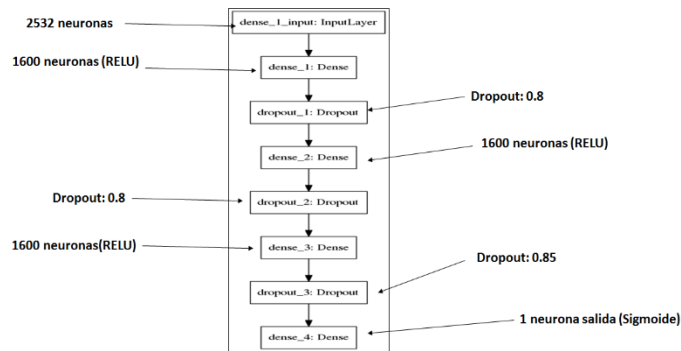 2532 neuronas
dense_1_input: InputLayer
1600 neuronas (RELU)
dense_1: Dense
Dropout: 0.8
dropout_1: Dropout
dense_2: Dense
1600 neuronas (RELU)
Dropout: 0.8
dropout_2: Dropout
1600 neuronas(RELU)
dense_3: Dense
Dropout: 0.85
dropout_3: Dropout
1 neurona salida (Sigmoide)
dense_4: Dense